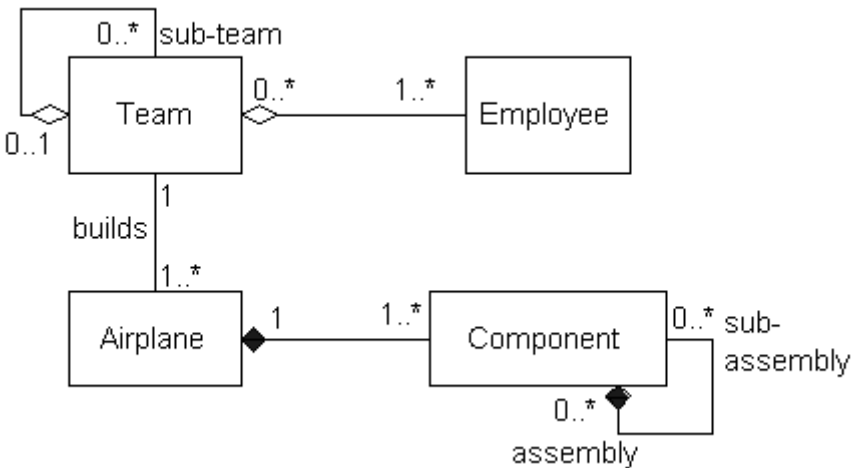 0..* sub-team
Team
0..* 1..*
Employee
0..1
1
builds
1..*
Airplane
1 1..*
Component
0..* sub-
assembly
0..*
assembly